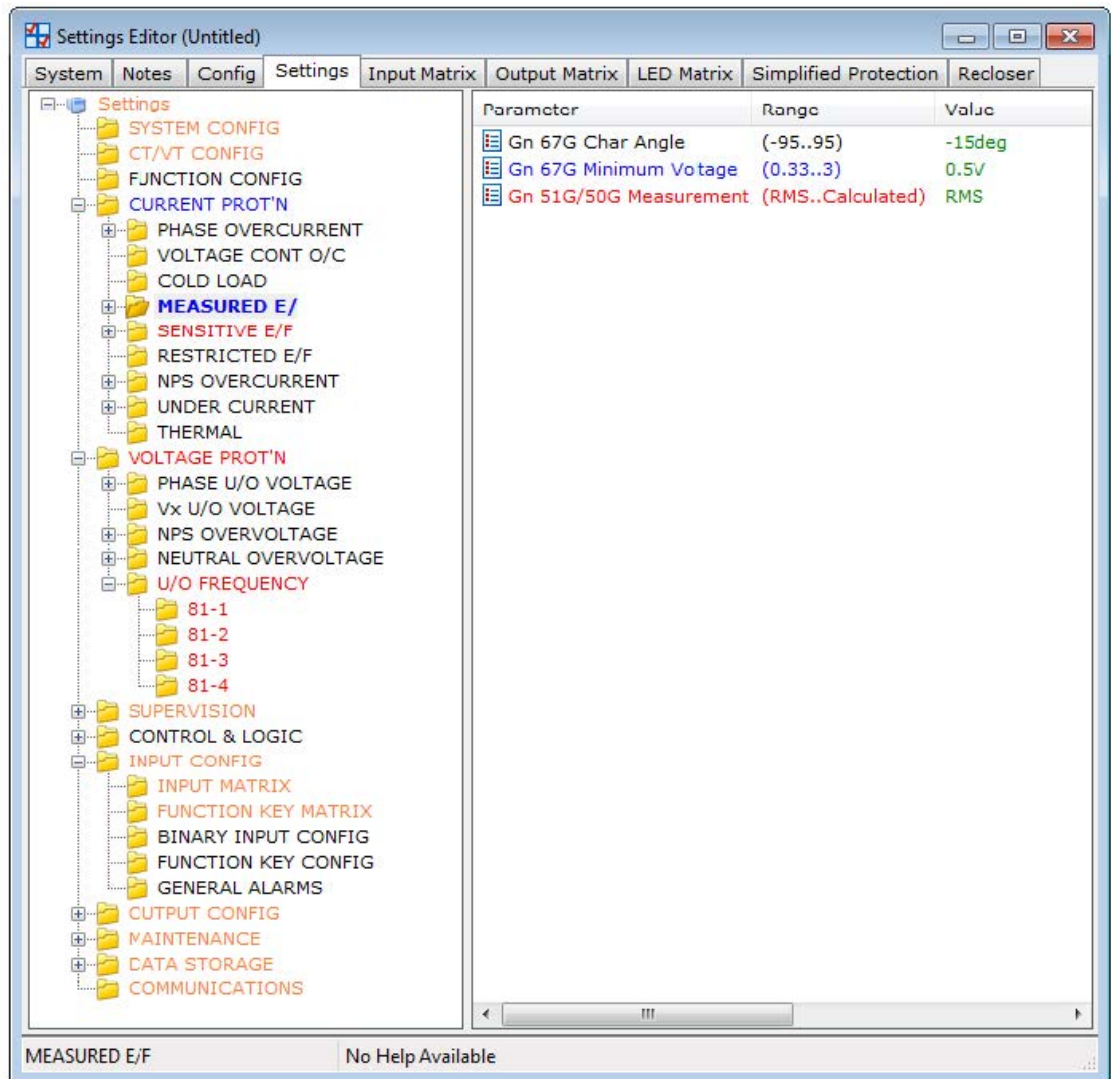 Settings Editor (Untitled)
System Notes Config Settings Input Matrix Output Matrix LED Matrix Simplified Protection Recloser
Settings
SYSTEM CONFIG
CT/VT CONFIG
FUNCTION CONFIG
CURRENT PROT'N
PHASE OVERCURRENT
VOLTAGE CONT O/C
COLD LOAD
MEASURED E/
SENSITIVE E/F
RESTRICTED E/F
NPS OVERCURRENT
UNDER CURRENT
THERMAL
VOLTAGE PROT'N
PHASE U/O VOLTAGE
Vx U/O VOLTAGE
NPS OVERVOLTAGE
NEUTRAL OVERVOLTAGE
U/O FREQUENCY
81-1
81-2
81-3
81-4
SUPERVISION
CONTROL & LOGIC
INPUT CONFIG
INPUT MATRIX
FUNCTION KEY MATRIX
BINARY INPUT CONFIG
FUNCTION KEY CONFIG
GENERAL ALARMS
OUTPUT CONFIG
MAINTENANCE
DATA STORAGE
COMMUNICATIONS
Parameter Range Value
Gn 67G Char Angle (-95..95) -15deg
Gn 67G Minimum Voltage (0.33..3) 0.5V
Gn 51G/50G Measurement (RMS..Calculated) RMS
MEASURED E/F No Help Available